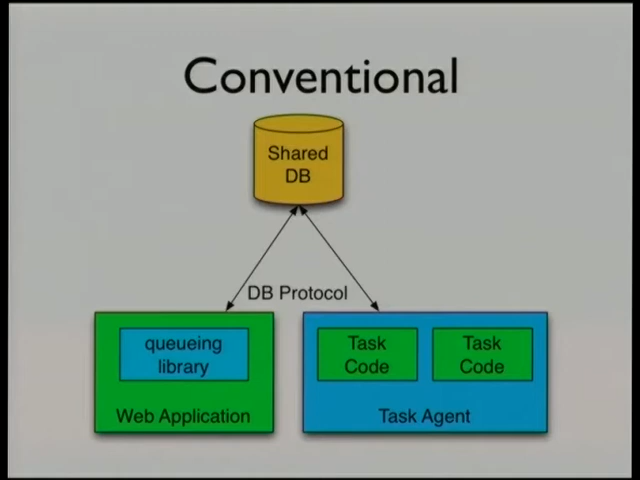 Conventional
Shared
DB
DB Protocol
queueing
library
Web Application
Task
Code
Task
Code
Task Agent